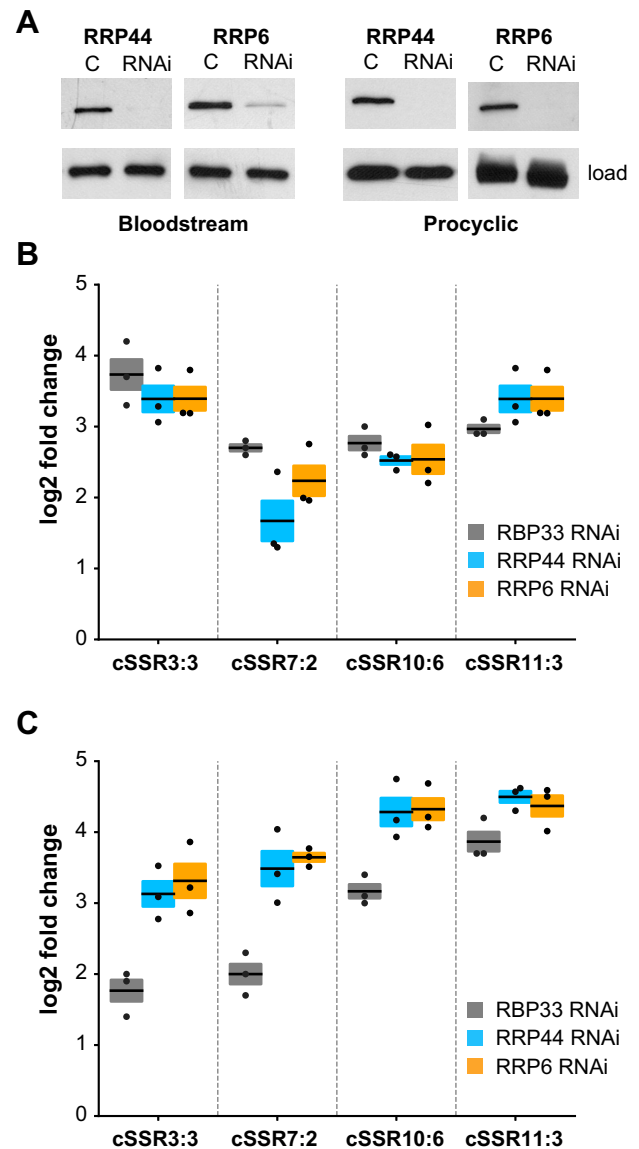 A
RRP44 RRP6 RRP44 RRP6
C RNAi C RNAi C RNAi C RNAi
load
Bloodstream Procyclic
B
5
4
3
2
1
0
log2 fold change
RBP33 RNAi
RRP44 RNAi
RRP6 RNAi
cSSR3:3 cSSR7:2 cSSR10:6 cSSR11:3
C
5
4
3
2
1
0
log2 fold change
RBP33 RNAi
RRP44 RNAi
RRP6 RNAi
cSSR3:3 cSSR7:2 cSSR10:6 cSSR11:3